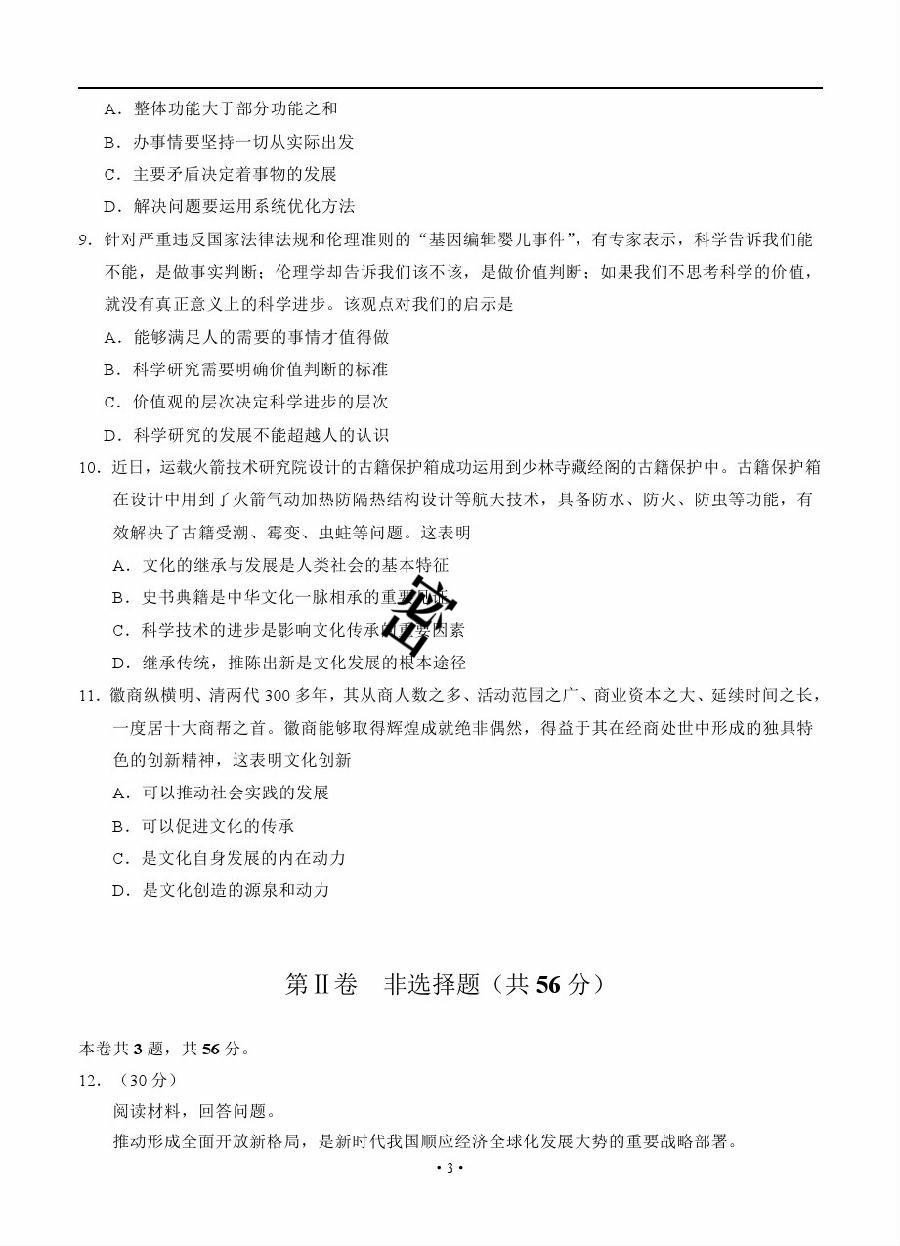 A．整体功能大于部分功能之和
B．办事情要坚持一切从实际出发
C．主要矛盾决定着事物的发展
D．解决问题要运用系统优化方法
9．针对严重违反国家法律法规和伦理准则的“基因编辑婴儿事件”，有专家表示，科学告诉我们能
不能，是做事实判断；伦理学却告诉我们该不该，是做价值判断；如果我们不思考科学的价值，
就没有真正意义上的科学进步。该观点对我们的启示是
A．能够满足人的需要的事情才值得做
B．科学研究需要明确价值判断的标准
C．价值观的层次决定科学进步的层次
D．科学研究的发展不能超越人的认识
10．近日，运载火箭技术研究院设计的古籍保护箱成功运用到少林寺藏经阁的古籍保护中。古籍保护箱
在设计中用到了火箭气动加热防隔热结构设计等航天技术，具备防水、防火、防虫等功能，有
效解决了古籍受潮、霉变、虫蛀等问题。这表明
A．文化的继承与发展是人类社会的基本特征
B．史书典籍是中华文化一脉相承的重要见证
C．科学技术的进步是影响文化传承的重要因素
D．继承传统，推陈出新是文化发展的根本途径
密
11．徽商纵横明、清两代 300 多年，其从商人数之多、活动范围之广、商业资本之大、延续时间之长，
一度居十大商帮之首。徽商能够取得辉煌成就绝非偶然，得益于其在经商处世中形成的独具特
色的创新精神，这表明文化创新
A．可以推动社会实践的发展
B．可以促进文化的传承
C．是文化自身发展的内在动力
D．是文化创造的源泉和动力
第Ⅱ卷 非选择题（共 56 分）
本卷共 3 题，共 56 分。
12．（30 分）
阅读材料，回答问题。
推动形成全面开放新格局，是新时代我国顺应经济全球化发展大势的重要战略部署。
• 3 •